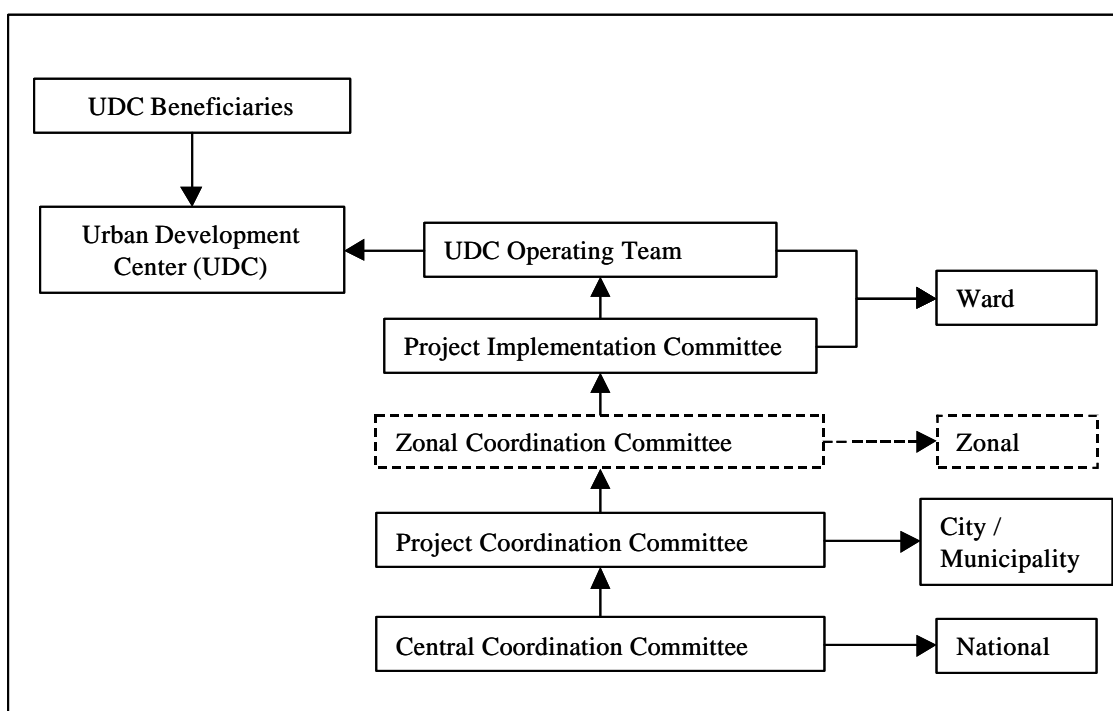 UDC Beneficiaries
Urban Development
Center (UDC)
UDC Operating Team
Ward
Project Implementation Committee
Zonal Coordination Committee
Zonal
Project Coordination Committee
City /
Municipality
Central Coordination Committee
National